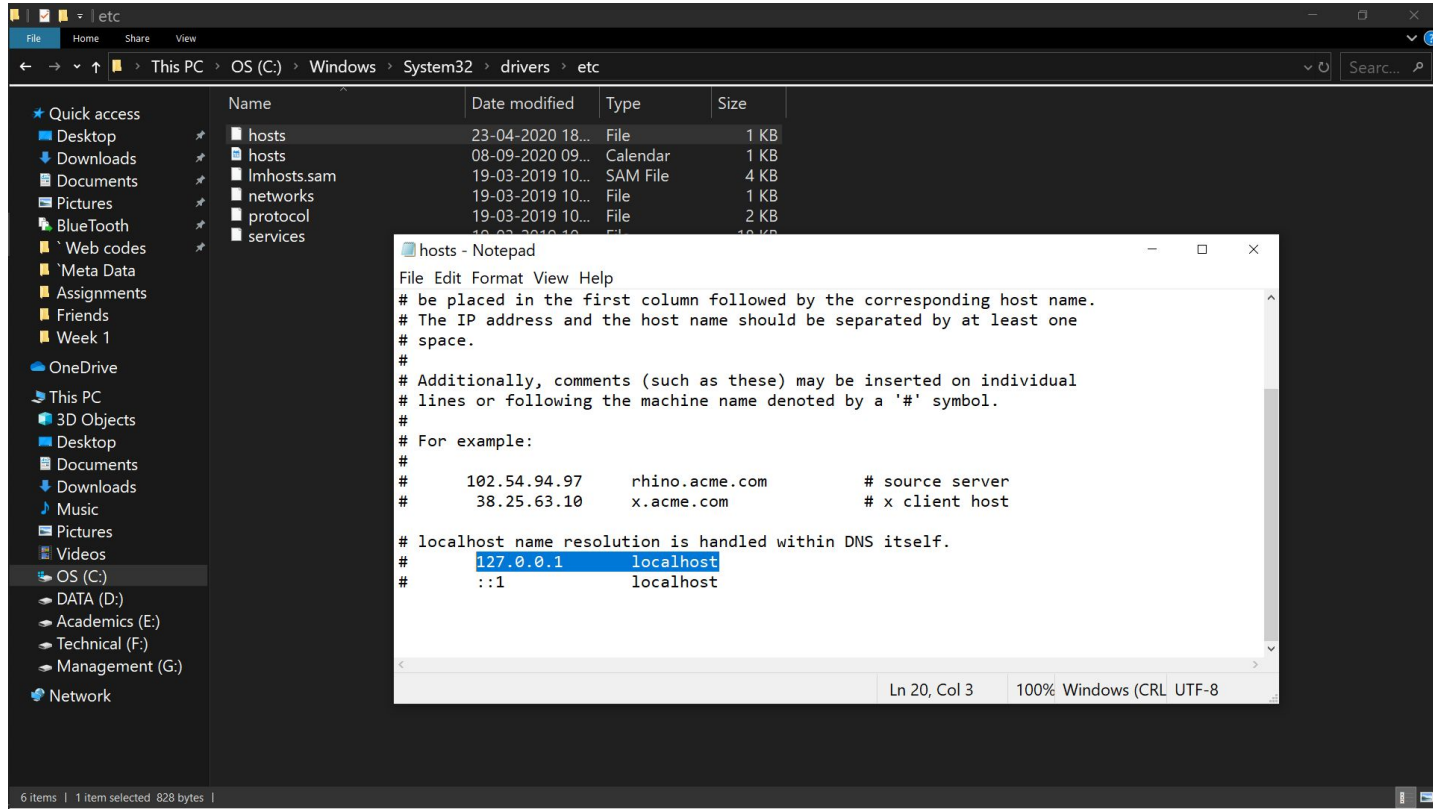 etc
File Home Share View
This PC > OS (C:) > Windows > System32 > drivers > etc
Searc...
Quick access
Desktop
Downloads
Documents
Pictures
BlueTooth
` Web codes
`Meta Data
Assignments
Friends
Week 1
OneDrive
This PC
3D Objects
Desktop
Documents
Downloads
Music
Pictures
Videos
OS (C:)
DATA (D:)
Academics (E:)
Technical (F:)
Management (G:)
Network
Name Date modified Type Size
hosts 23-04-2020 18... File 1 KB
hosts 08-09-2020 09... Calendar 1 KB
lmhosts.sam 19-03-2019 10... SAM File 4 KB
networks 19-03-2019 10... File 1 KB
protocol 19-03-2019 10... File 2 KB
services 19-03-2019 10... File 18 KB
hosts - Notepad
File Edit Format View Help
# be placed in the first column followed by the corresponding host name.
# The IP address and the host name should be separated by at least one
# space.
#
# Additionally, comments (such as these) may be inserted on individual
# lines or following the machine name denoted by a '#' symbol.
#
# For example:
#
# 102.54.94.97 rhino.acme.com # source server
# 38.25.63.10 x.acme.com # x client host
# localhost name resolution is handled within DNS itself.
# 127.0.0.1 localhost
# ::1 localhost
Ln 20, Col 3 100% Windows (CRL UTF-8
6 items | 1 item selected 828 bytes |